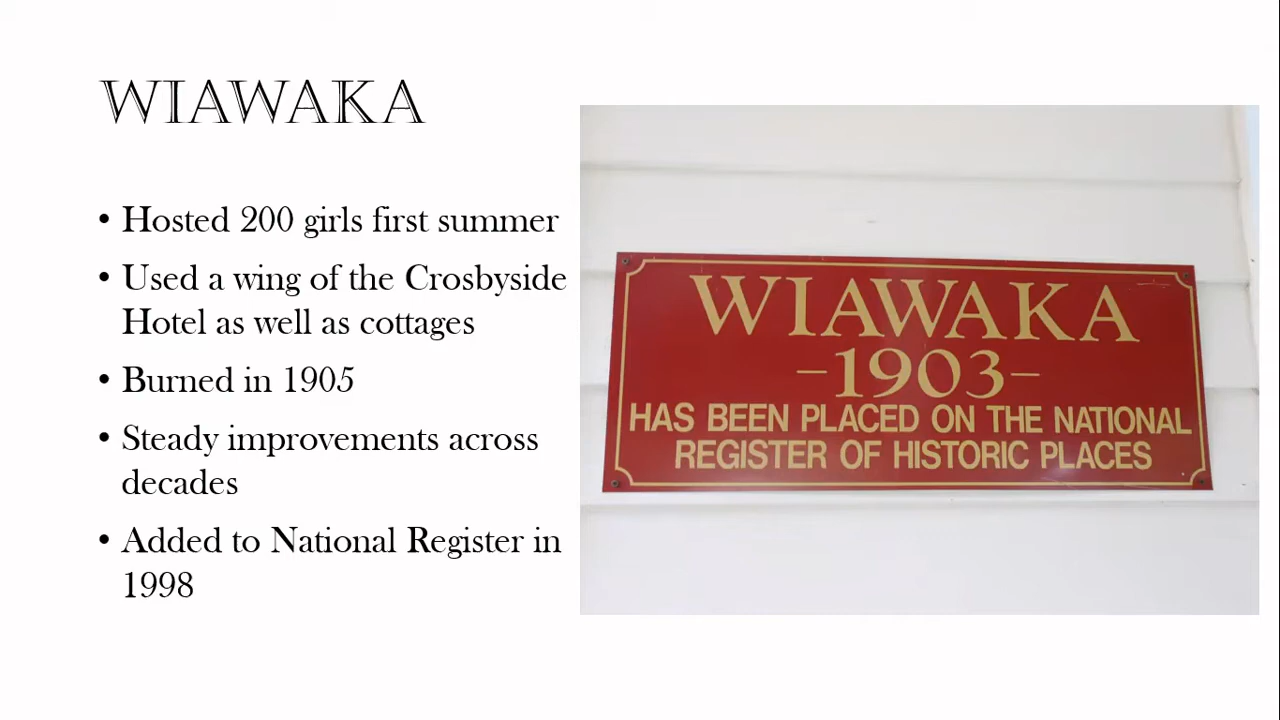 WIAWAKA
• Hosted 200 girls first summer
• Used a wing of the Crosbyside
Hotel as well as cottages
• Burned in 1905
• Steady improvements across
decades
• Added to National Register in
1998
WIAWAKA
-1903-
HAS BEEN PLACED ON THE NATIONAL
REGISTER OF HISTORIC PLACES